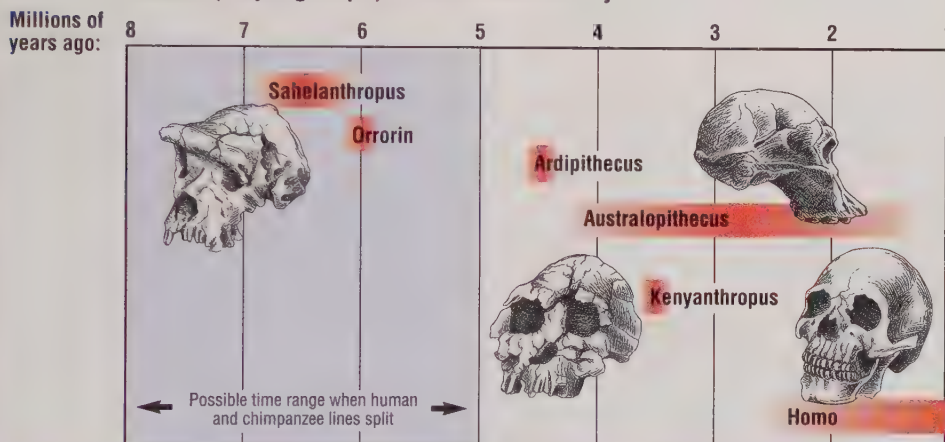 Millions of
years ago:
8 7 6 5 4 3 2
Sahelanthropus
Orrorin
Ardipithecus
Australopithecus
Kenyanthropus
Possible time range when human
and chimpanzee lines split
Homo